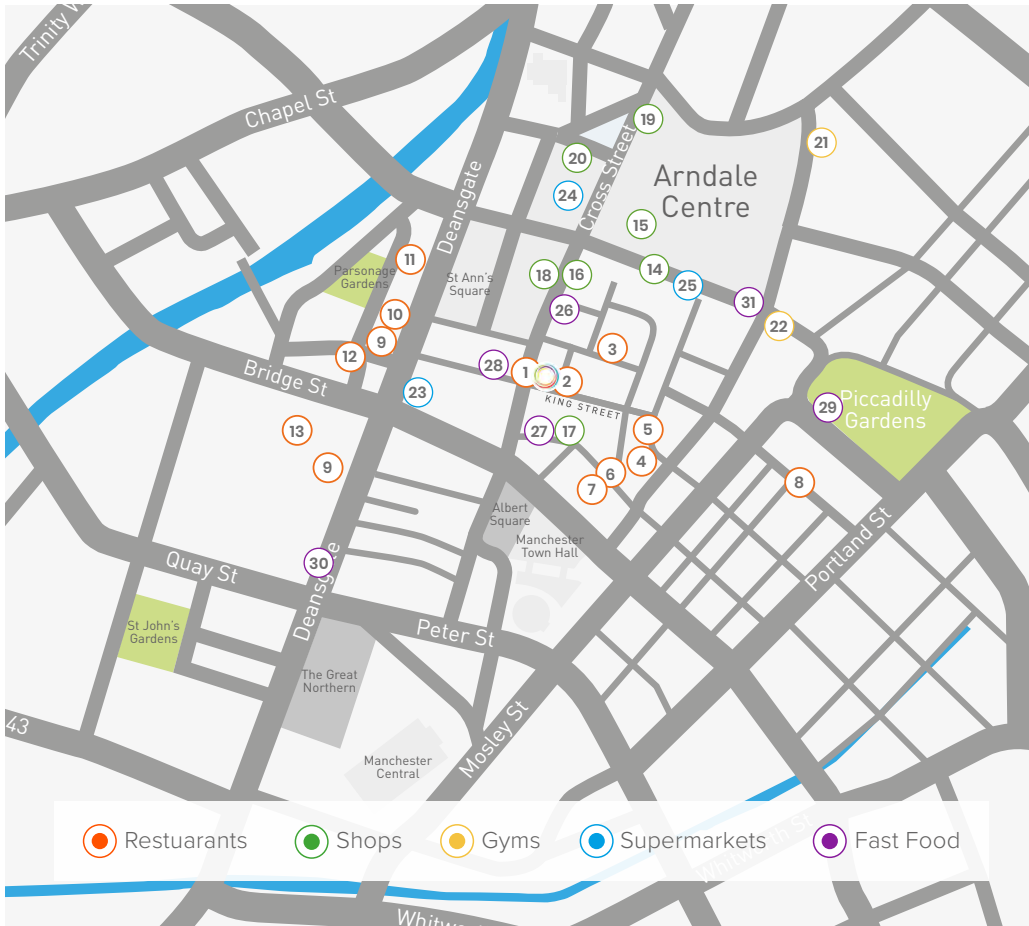 Trinity W
Chapel St
19
21
20
Arndale
Centre
24
Cross Street
15
Deansgate
11
Parsonage
Gardens
St Ann's
Square
18
16
14
25
31
10
26
22
9
12
3
28
1
2
Bridge St
23
KING STREET
29
Piccadilly
Gardens
13
27
17
5
9
6
4
7
8
Albert
Square
Manchester
Town Hall
Portland St
Quay St
30
Deansgate
St John's
Gardens
Peter St
The Great
Northern
43
Mosley St
Manchester
Central
Restuarants
Shops
Gyms
Supermarkets
Fast Food
Whitworth St
Whitw